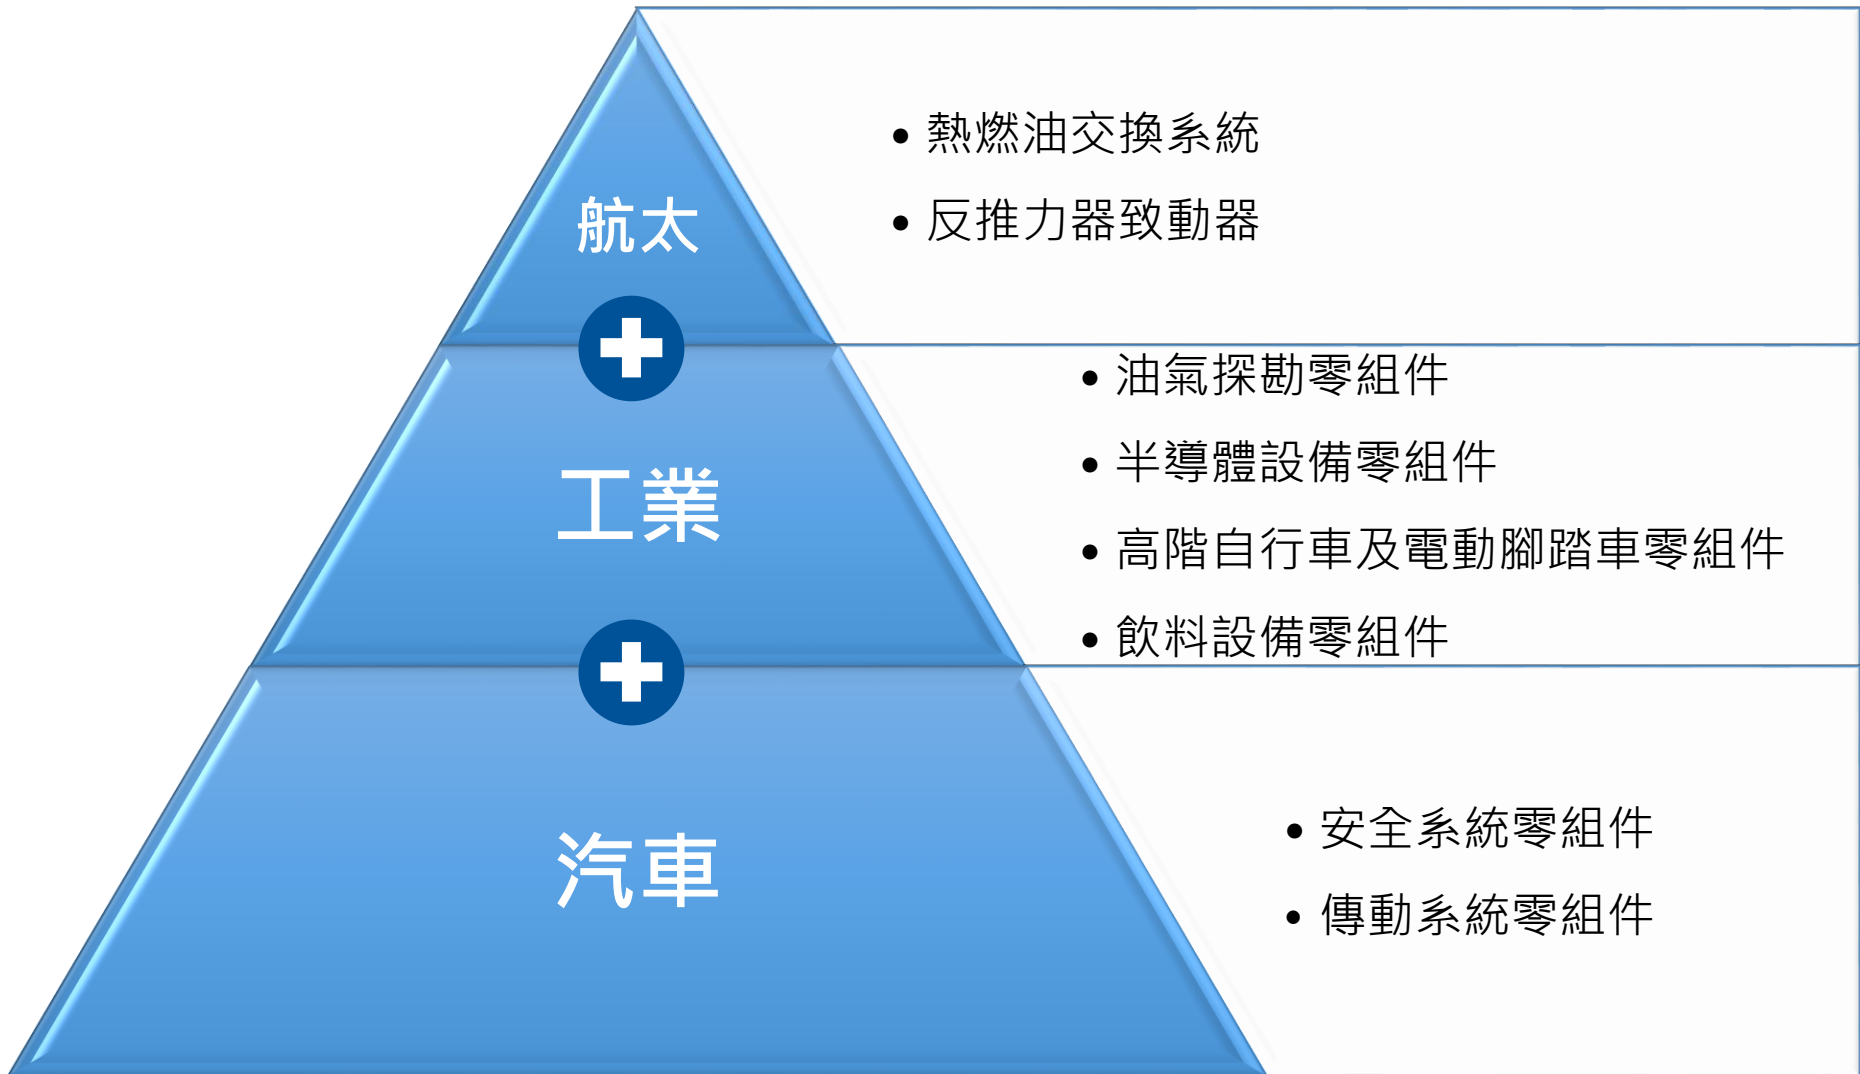 航太
• 熱燃油交換系統
• 反推力器致動器
工業
• 油氣探勘零組件
• 半導體設備零組件
• 高階自行車及電動腳踏車零組件
• 飲料設備零組件
汽車
• 安全系統零組件
• 傳動系統零組件